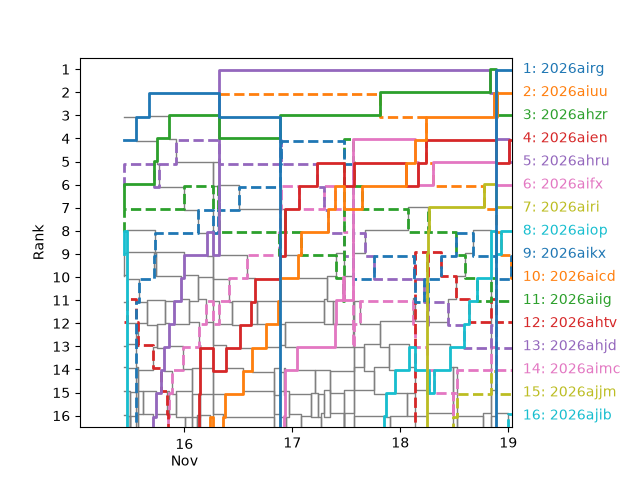 1: 2026airg
2: 2026aiuu
3: 2026ahzr
4: 2026aien
5: 2026ahru
6: 2026aifx
7: 2026airi
8: 2026aiop
9: 2026aikx
10: 2026aicd
11: 2026aiig
12: 2026ahtv
13: 2026ahjd
14: 2026aimc
15: 2026ajjm
16: 2026ajib
Rank
1
2
3
4
5
6
7
8
9
10
11
12
13
14
15
16
16 17 18 19
Nov